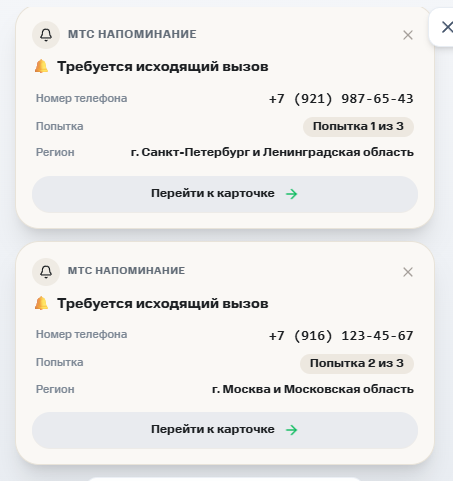 МТС НАПОМИНАНИЕ
Требуется исходящий вызов
Номер телефона +7 (921) 987-65-43
Попытка Попытка 1 из 3
Регион г. Санкт-Петербург и Ленинградская область
Перейти к карточке →
МТС НАПОМИНАНИЕ
Требуется исходящий вызов
Номер телефона +7 (916) 123-45-67
Попытка Попытка 2 из 3
Регион г. Москва и Московская область
Перейти к карточке →